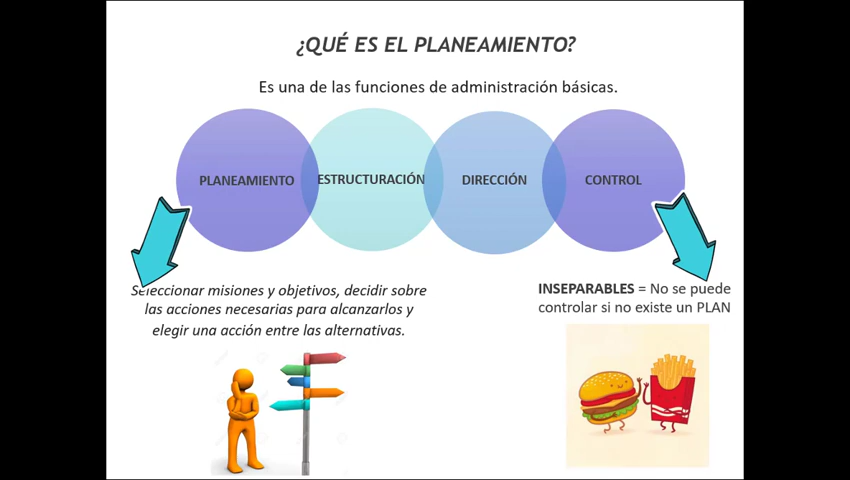 ¿QUÉ ES EL PLANEAMIENTO?
Es una de las funciones de administración básicas.
PLANEAMIENTO
ESTRUCTURACIÓN
DIRECCIÓN
CONTROL
Seleccionar misiones y objetivos, decidir sobre
las acciones necesarias para alcanzarlos y
elegir una acción entre las alternativas.
INSEPARABLES = No se puede
controlar si no existe un PLAN